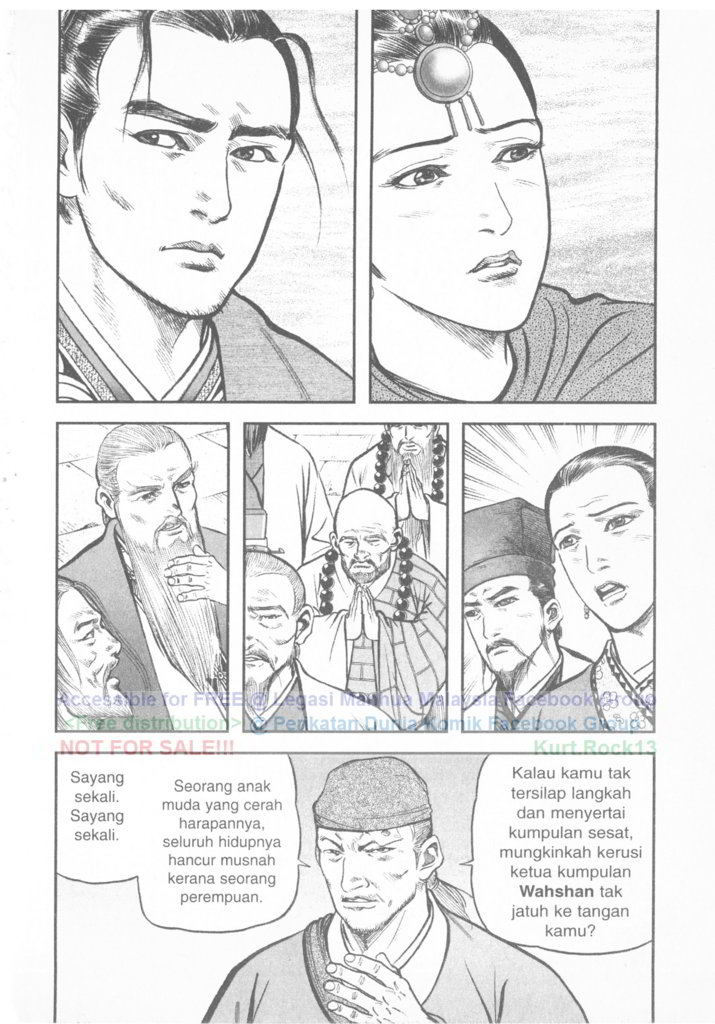 Accessible for FREE @ Legasi Manhua Malaysia Facebook Group
<Free distribution> @ Perikatan Dunia Komik Facebook Group
NOT FOR SALE!!! Kurt Rock13
Sayang
sekali.
Sayang
sekali.
Seorang anak
muda yang cerah
harapannya,
seluruh hidupnya
hancur musnah
kerana seorang
perempuan.
Kalau kamu tak
tersilap langkah
dan menyertai
kumpulan sesat,
mungkinkah kerusi
ketua kumpulan
Wahshan tak
jatuh ke tangan
kamu?